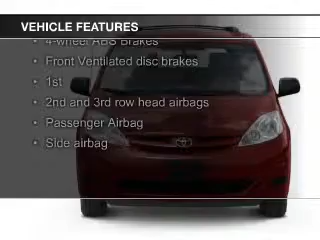 VEHICLE FEATURES
• 4-wheel ABS Brakes
• Front Ventilated disc brakes
• 1st
• 2nd and 3rd row head airbags
• Passenger Airbag
• Side airbag